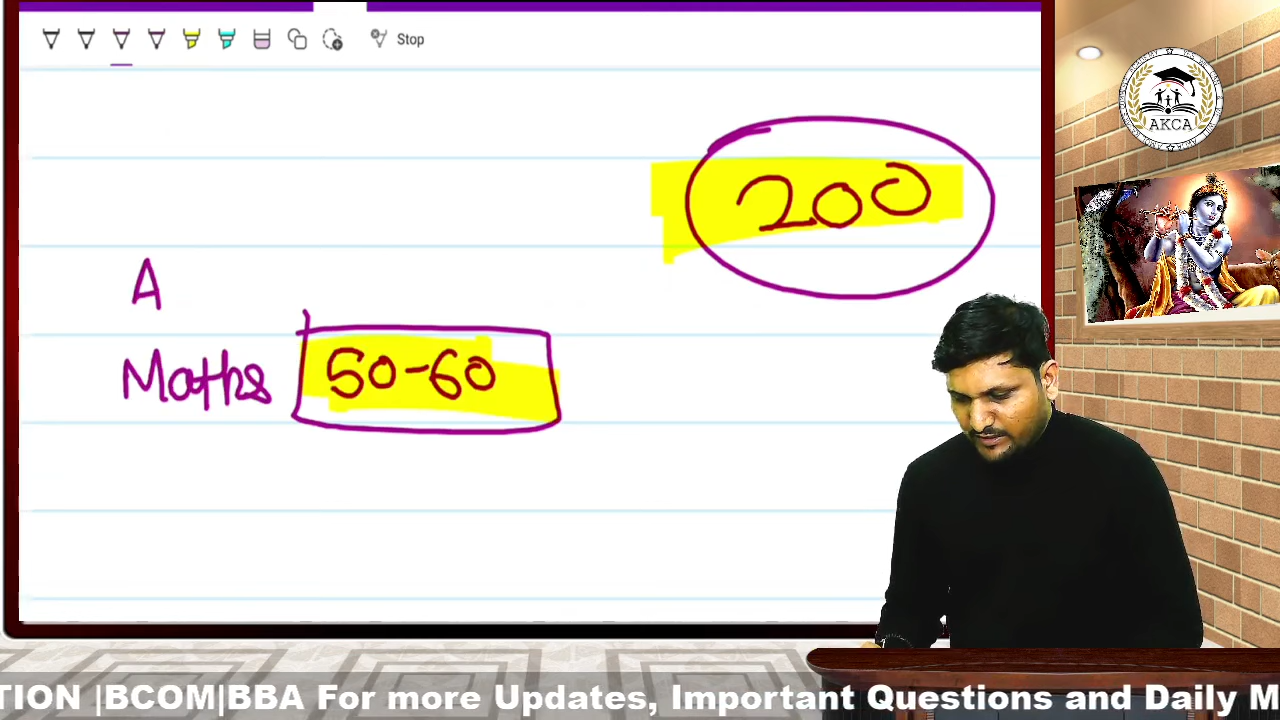 Stop
AKCA
200
A
Maths 50-60
TION |BCOM|BBA For more Updates, Important Questions and Daily M